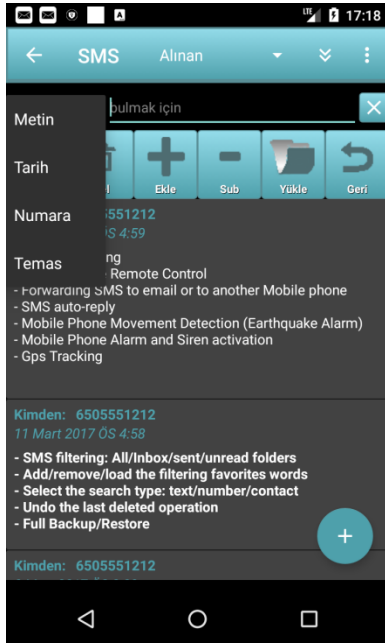 LTE 17:18
SMS Alınan
Metin
Tarih
Numara
Temas
bulmak için
Ekle Sub Yükle Geri
5551212
ÖS 4:59
Remote Control
- Forwarding SMS to email or to another Mobile phone
- SMS auto-reply
- Mobile Phone Movement Detection (Earthquake Alarm)
- Mobile Phone Alarm and Siren activation
- Gps Tracking
Kimden: 6505551212
11 Mart 2017 ÖS 4:58
- SMS filtering: All/Inbox/sent/unread folders
- Add/remove/load the filtering favorites words
- Select the search type: text/number/contact
- Undo the last deleted operation
- Full Backup/Restore
Kimden: 6505551212